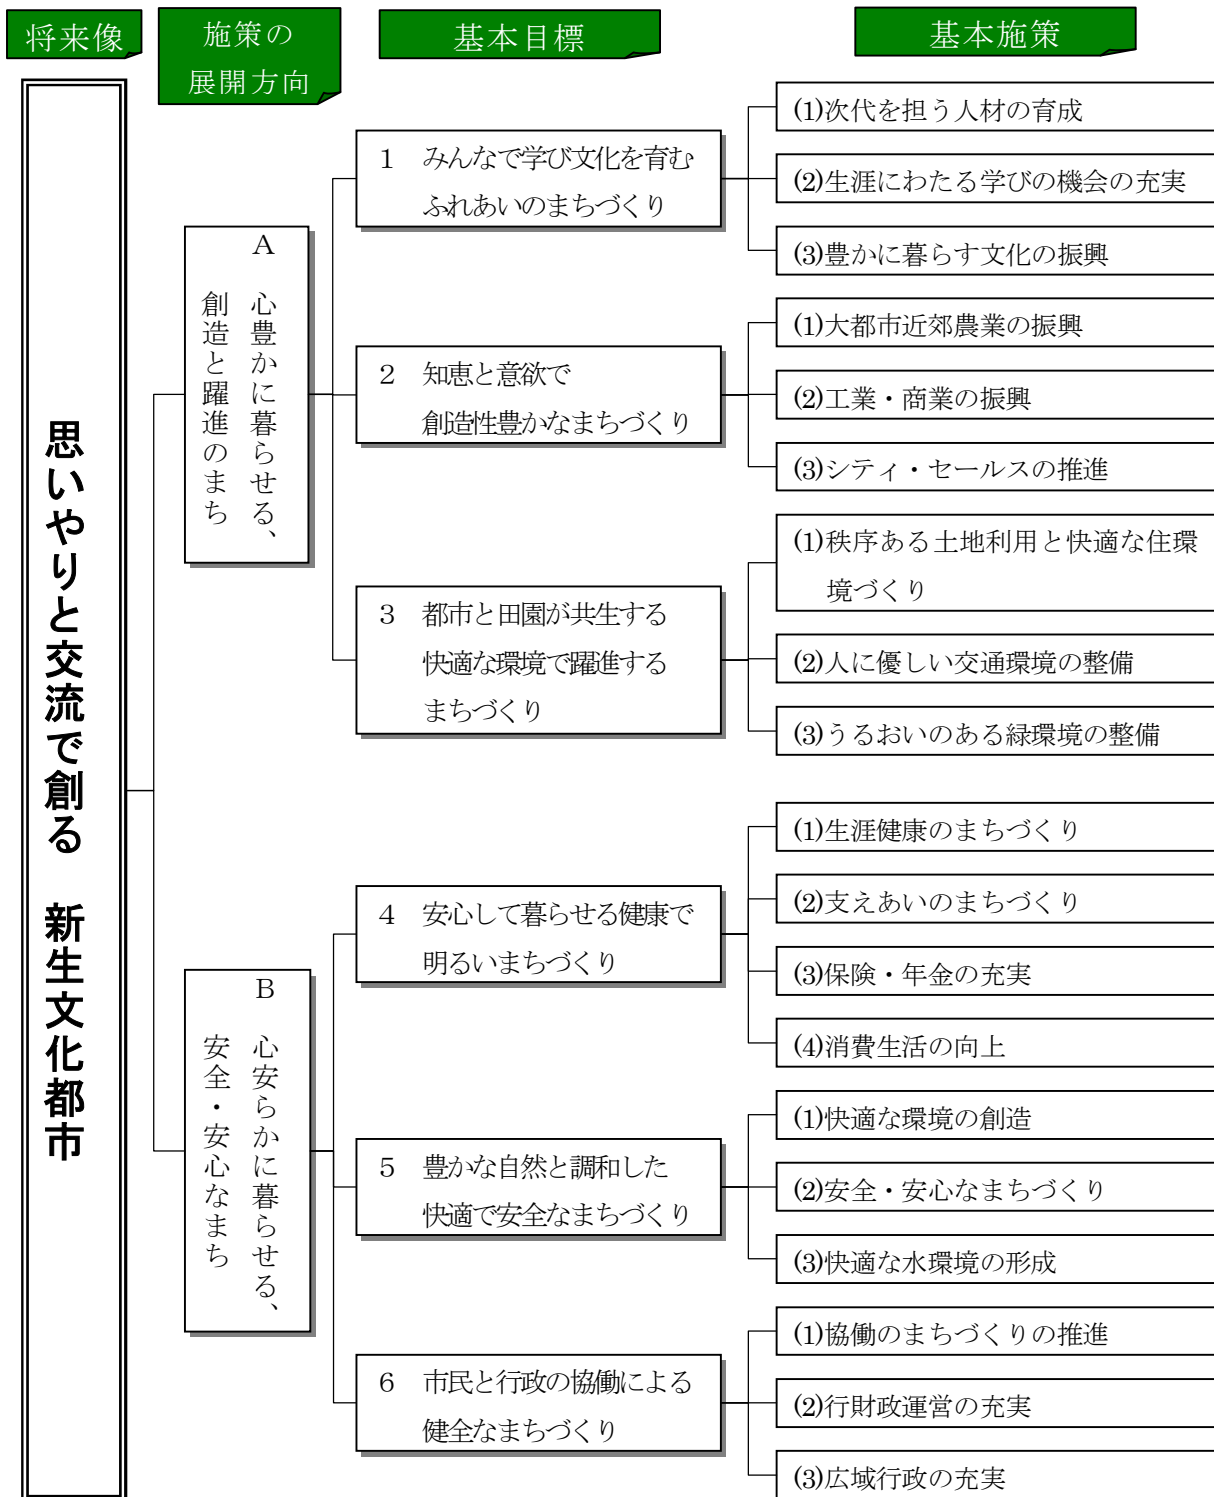 将来像
施策の
展開方向
基本目標
基本施策
思いやりと交流で創る　新生文化都市
A　心豊かに暮らせる、
創造と躍進のまち
1　みんなで学び文化を育む
ふれあいのまちづくり
(1)次代を担う人材の育成
(2)生涯にわたる学びの機会の充実
(3)豊かに暮らす文化の振興
2　知恵と意欲で
創造性豊かなまちづくり
(1)大都市近郊農業の振興
(2)工業・商業の振興
(3)シティ・セールスの推進
3　都市と田園が共生する
快適な環境で躍進する
まちづくり
(1)秩序ある土地利用と快適な住環
境づくり
(2)人に優しい交通環境の整備
(3)うるおいのある緑環境の整備
B　心安らかに暮らせる、
安全・安心なまち
4　安心して暮らせる健康で
明るいまちづくり
(1)生涯健康のまちづくり
(2)支えあいのまちづくり
(3)保険・年金の充実
(4)消費生活の向上
5　豊かな自然と調和した
快適で安全なまちづくり
(1)快適な環境の創造
(2)安全・安心なまちづくり
(3)快適な水環境の形成
6　市民と行政の協働による
健全なまちづくり
(1)協働のまちづくりの推進
(2)行財政運営の充実
(3)広域行政の充実